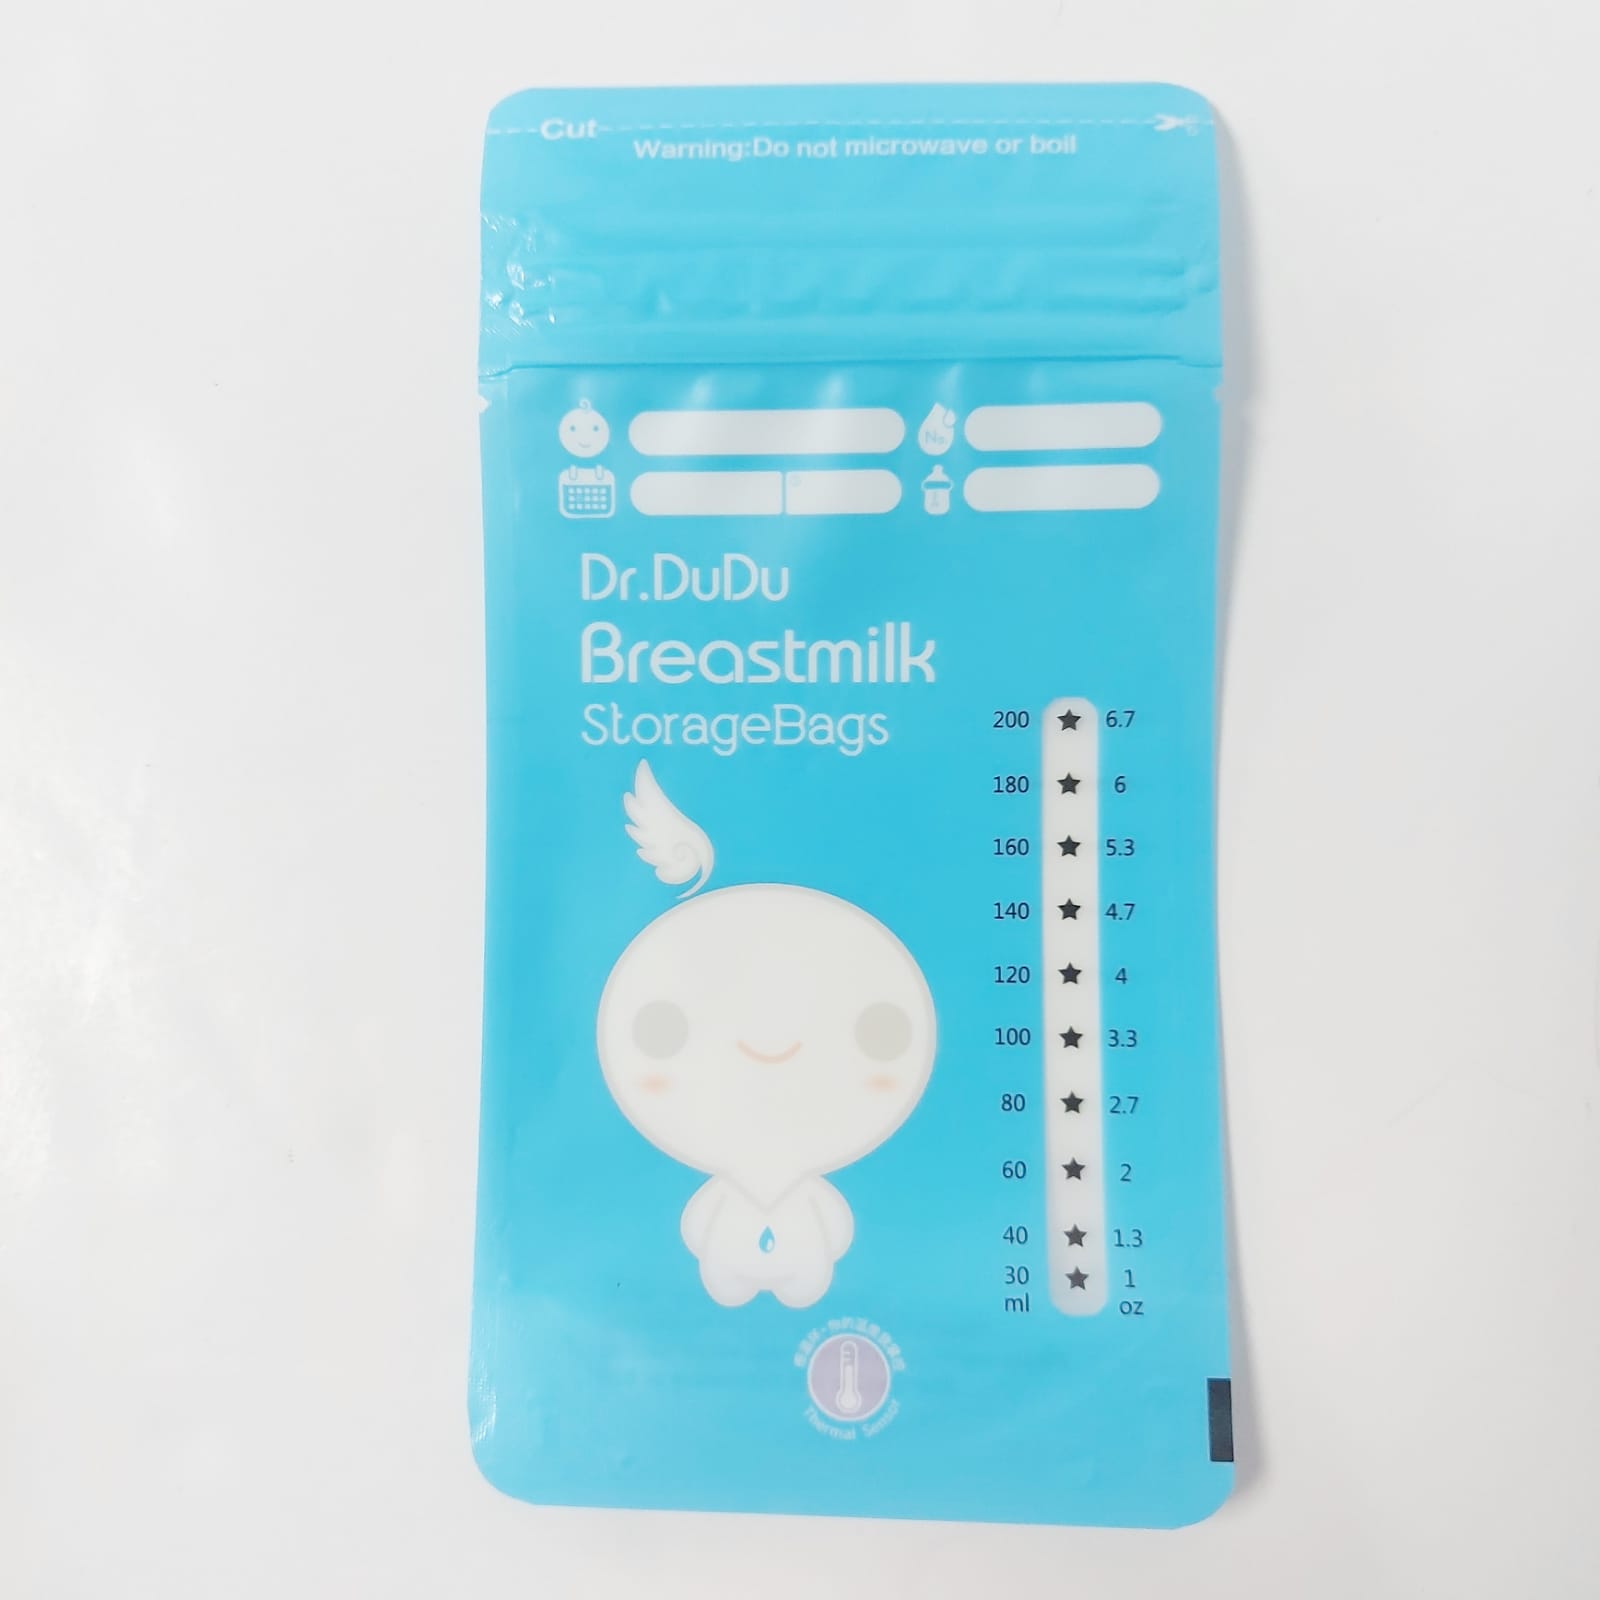 Cut
Warning:Do not microwave or boil
No.
Dr.DuDu
Breastmilk
StorageBags
200 6.7
180 6
160 5.3
140 4.7
120 4
100 3.3
80 2.7
60 2
40 1.3
30 1
ml oz
Thermal Sensor